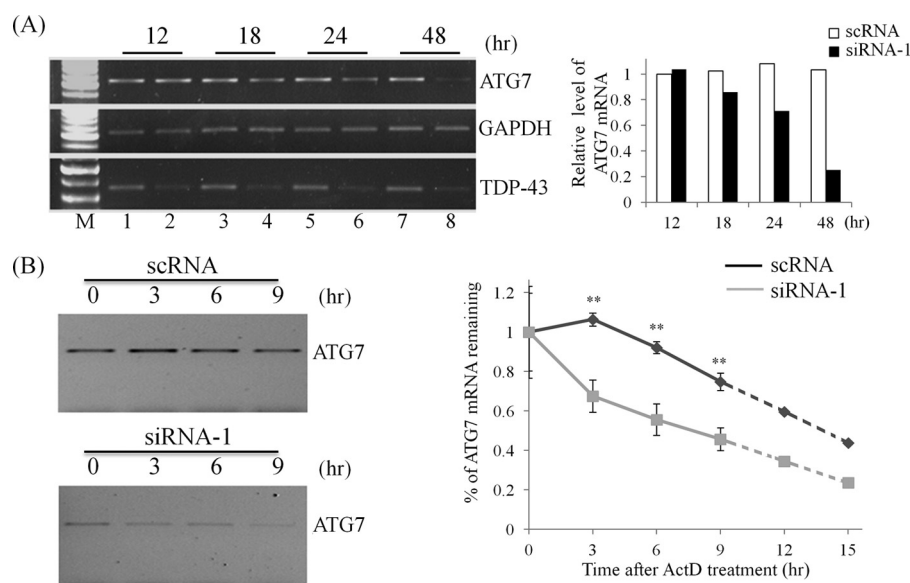 (A)
12 18 24 48 (hr)
ATG7
GAPDH
TDP-43
M 1 2 3 4 5 6 7 8
scRNA
siRNA-1
Relative level of
ATG7 mRNA
1
0.8
0.6
0.4
0.2
0
12 18 24 48 (hr)
(B)
scRNA
0 3 6 9 (hr)
ATG7
siRNA-1
0 3 6 9 (hr)
ATG7
scRNA
siRNA-1
% of ATG7 mRNA remaining
1.2
1
0.8
0.6
0.4
0.2
0
**
**
**
0 3 6 9 12 15
Time after ActD treatment (hr)